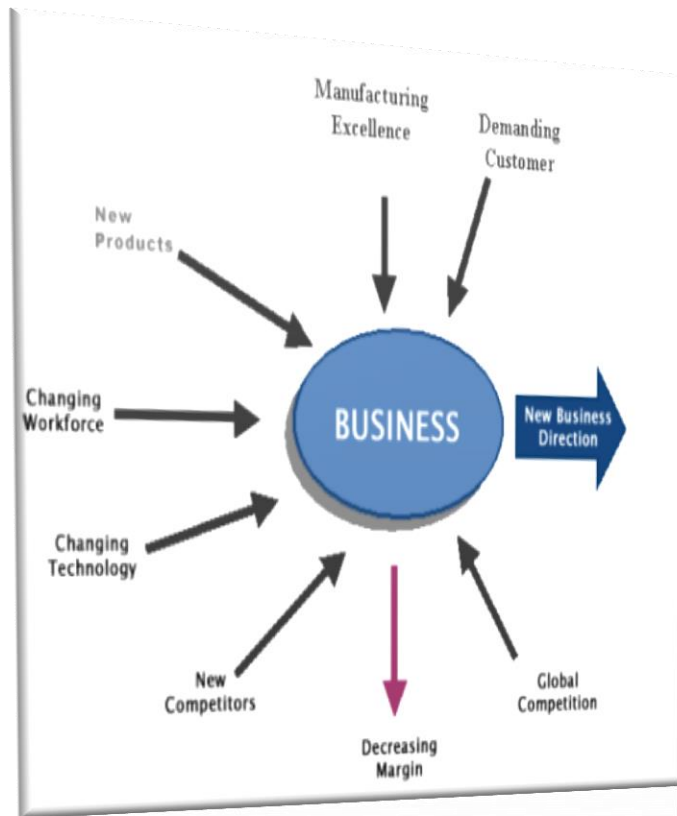 Manufacturing
Excellence
Demanding
Customer
New
Products
Changing
Workforce
BUSINESS
New Business
Direction
Changing
Technology
New
Competitors
Global
Competition
Decreasing
Margin